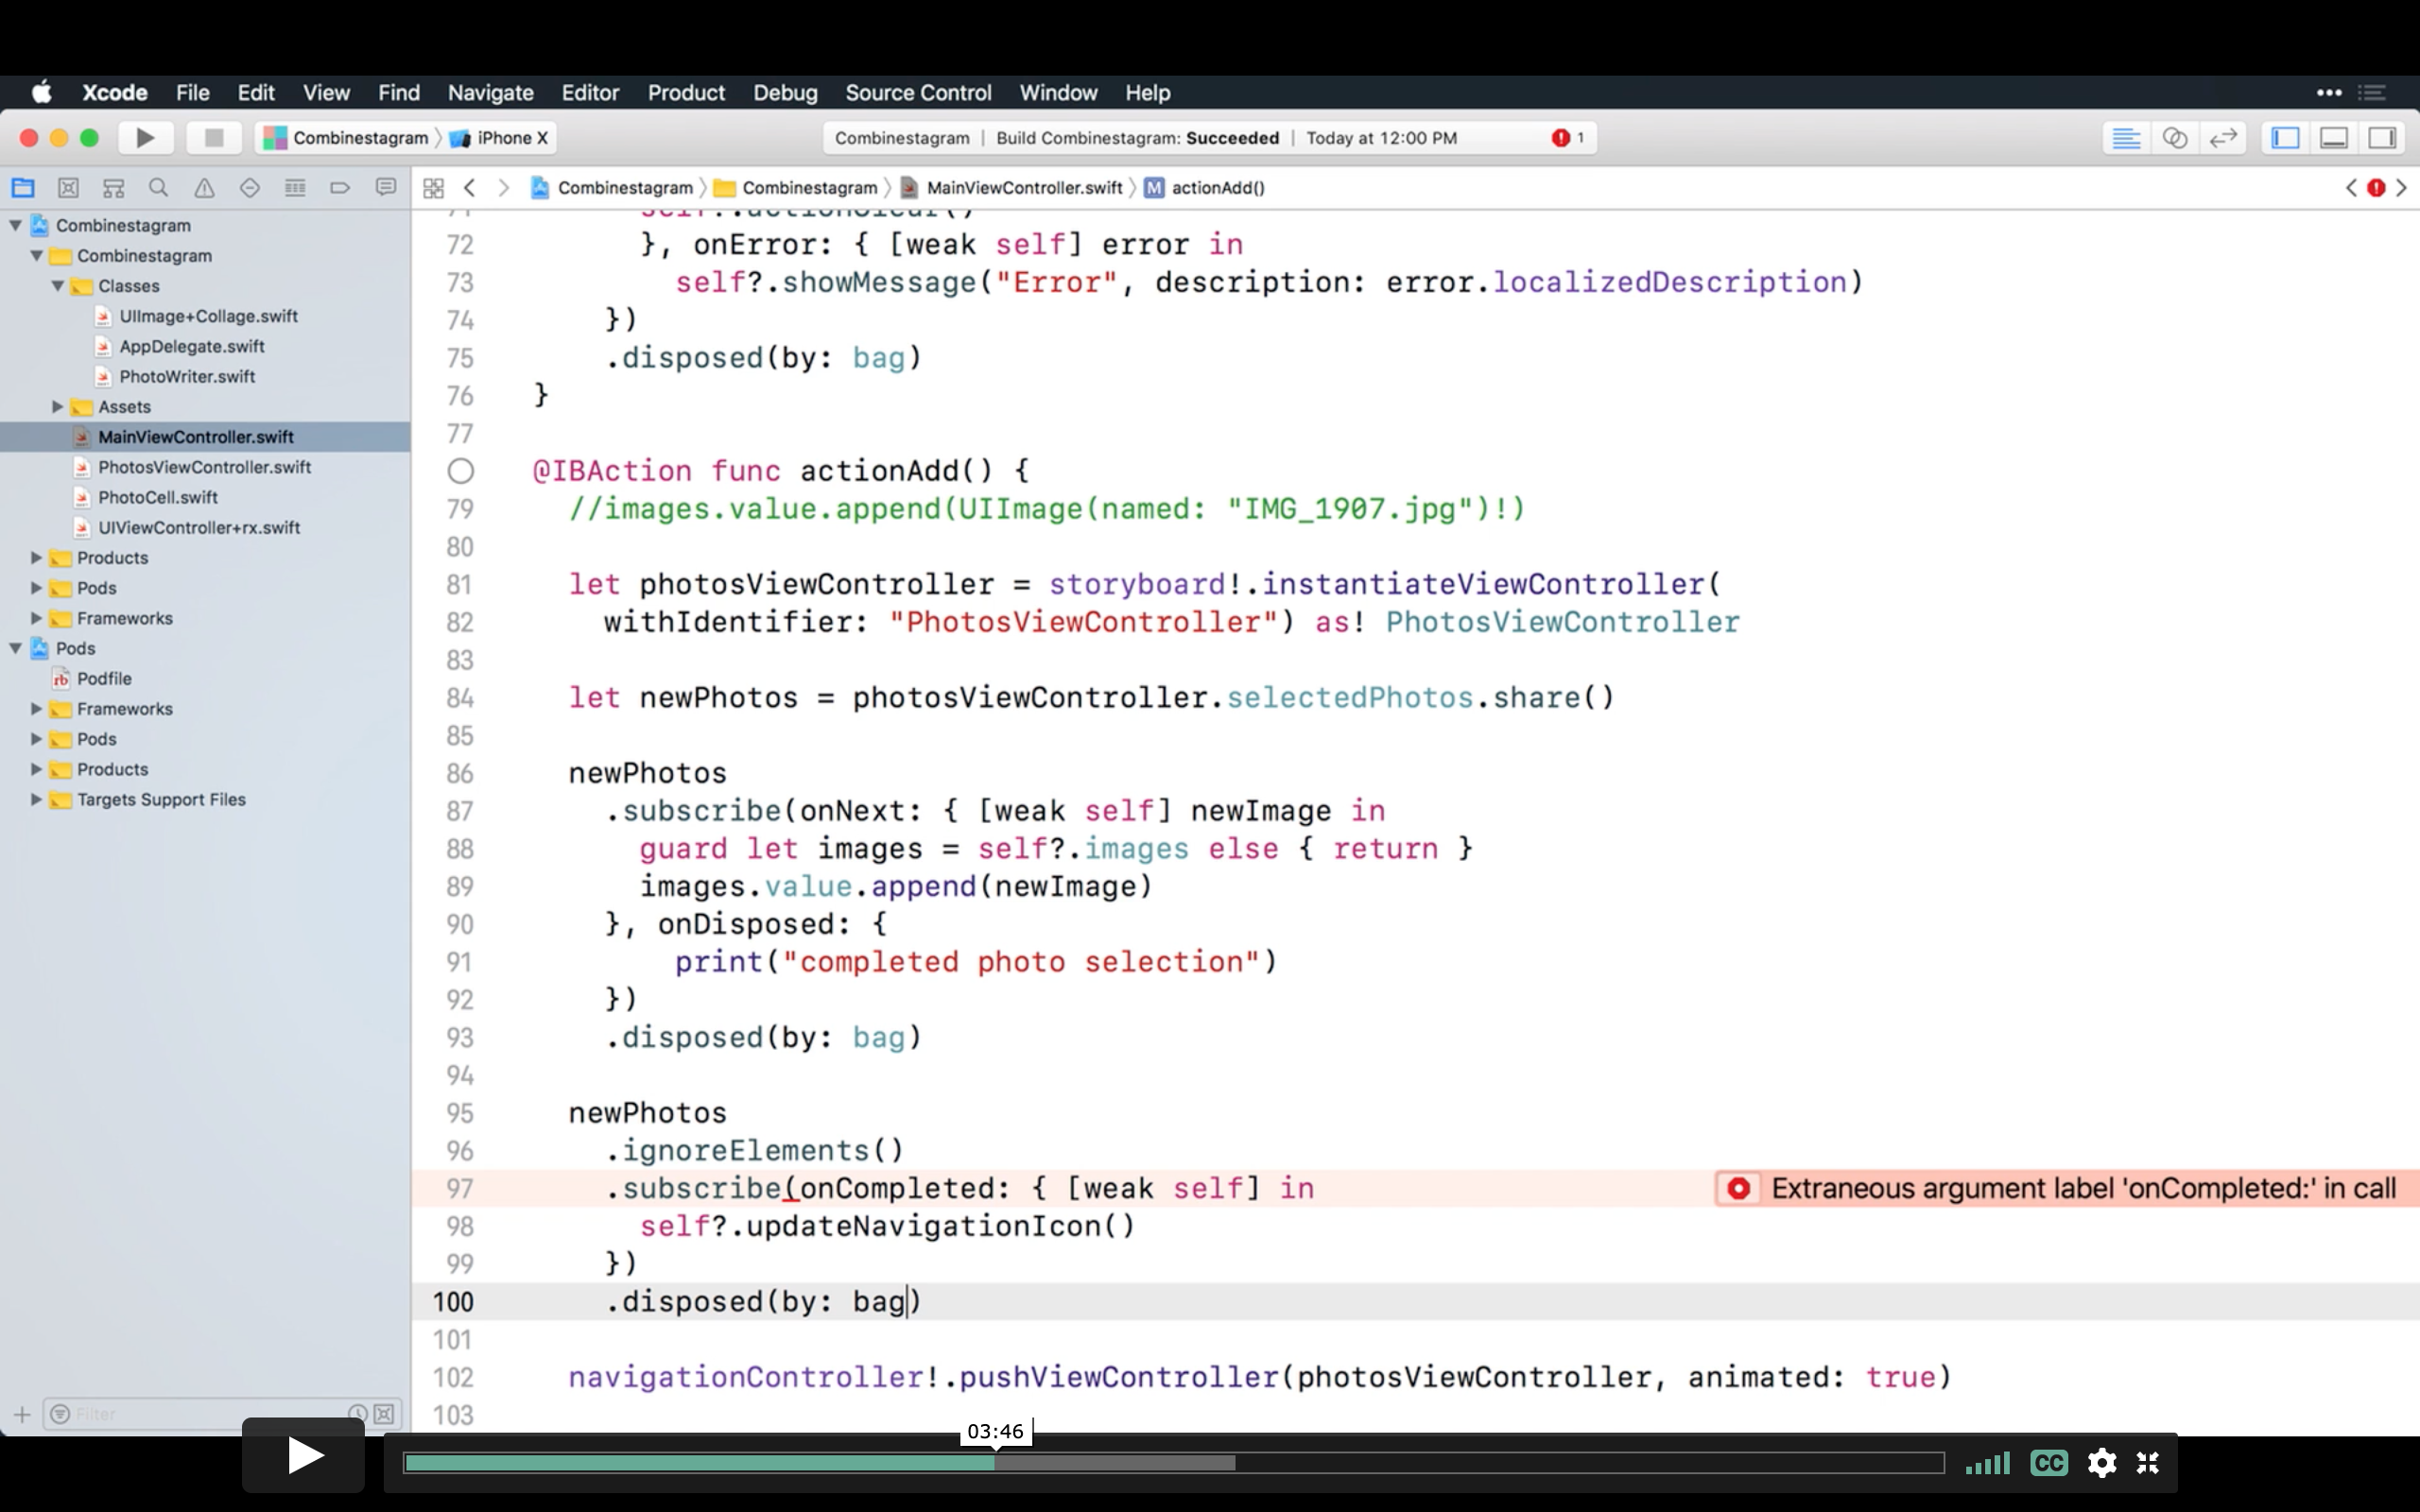 Xcode File Edit View Find Navigate Editor Product Debug Source Control Window Help
Combinestagram iPhone X
Combinestagram | Build Combinestagram: Succeeded | Today at 12:00 PM 1
Combinestagram Combinestagram MainViewController.swift M actionAdd()
Combinestagram
Combinestagram
Classes
UIImage+Collage.swift
AppDelegate.swift
PhotoWriter.swift
Assets
MainViewController.swift
PhotosViewController.swift
PhotoCell.swift
UIViewController+rx.swift
Products
Pods
Frameworks
Pods
rb Podfile
Frameworks
Pods
Products
Targets Support Files
Filter
71 self?.actionClear()
72 }, onError: { [weak self] error in
73 self?.showMessage("Error", description: error.localizedDescription)
74 })
75 .disposed(by: bag)
76 }
77
@IBAction func actionAdd() {
79 //images.value.append(UIImage(named: "IMG_1907.jpg")!)
80
81 let photosViewController = storyboard!.instantiateViewController(
82 withIdentifier: "PhotosViewController") as! PhotosViewController
83
84 let newPhotos = photosViewController.selectedPhotos.share()
85
86 newPhotos
87 .subscribe(onNext: { [weak self] newImage in
88 guard let images = self?.images else { return }
89 images.value.append(newImage)
90 }, onDisposed: {
91 print("completed photo selection")
92 })
93 .disposed(by: bag)
94
95 newPhotos
96 .ignoreElements()
97 .subscribe(onCompleted: { [weak self] in Extraneous argument label 'onCompleted:' in call
98 self?.updateNavigationIcon()
99 })
100 .disposed(by: bag)
101
102 navigationController!.pushViewController(photosViewController, animated: true)
103
03:46
CC